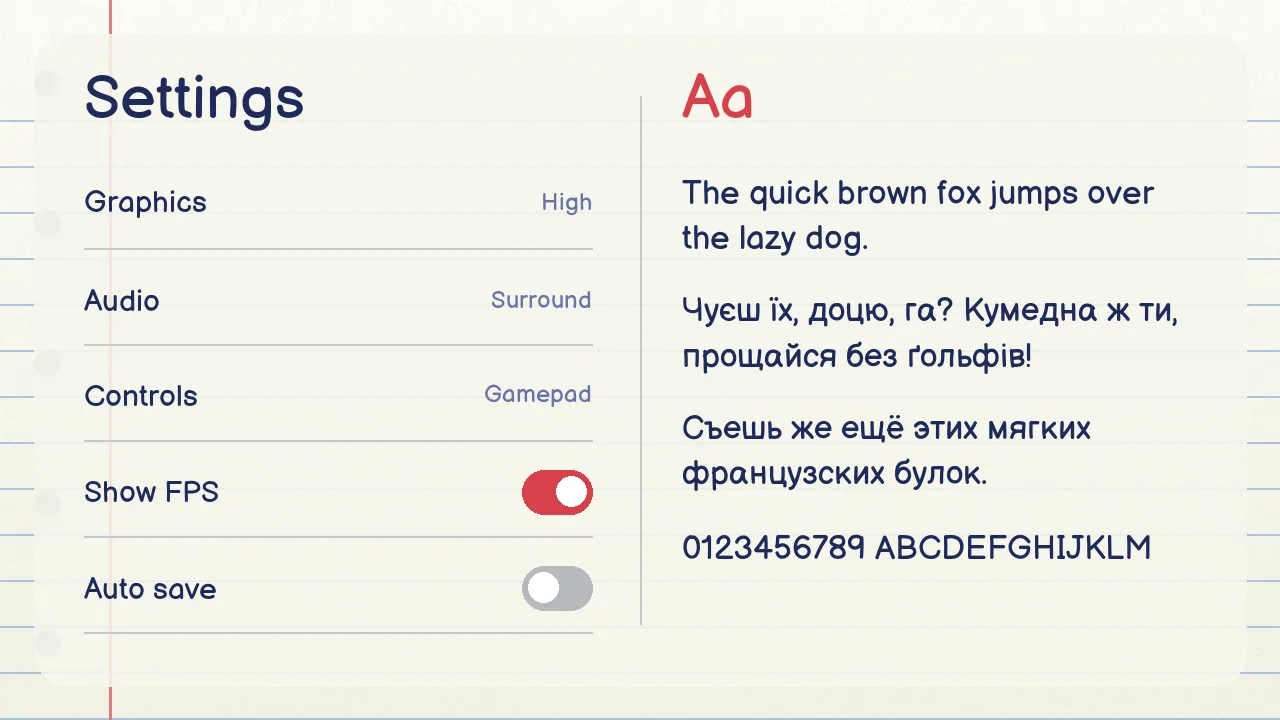 Settings
Graphics High
Audio Surround
Controls Gamepad
Show FPS
Auto save
Aa
The quick brown fox jumps over
the lazy dog.
Чуєш їх, доцю, га? Кумедна ж ти,
прощайся без ґольфів!
Съешь же ещё этих мягких
французских булок.
0123456789 ABCDEFGHIJKLM